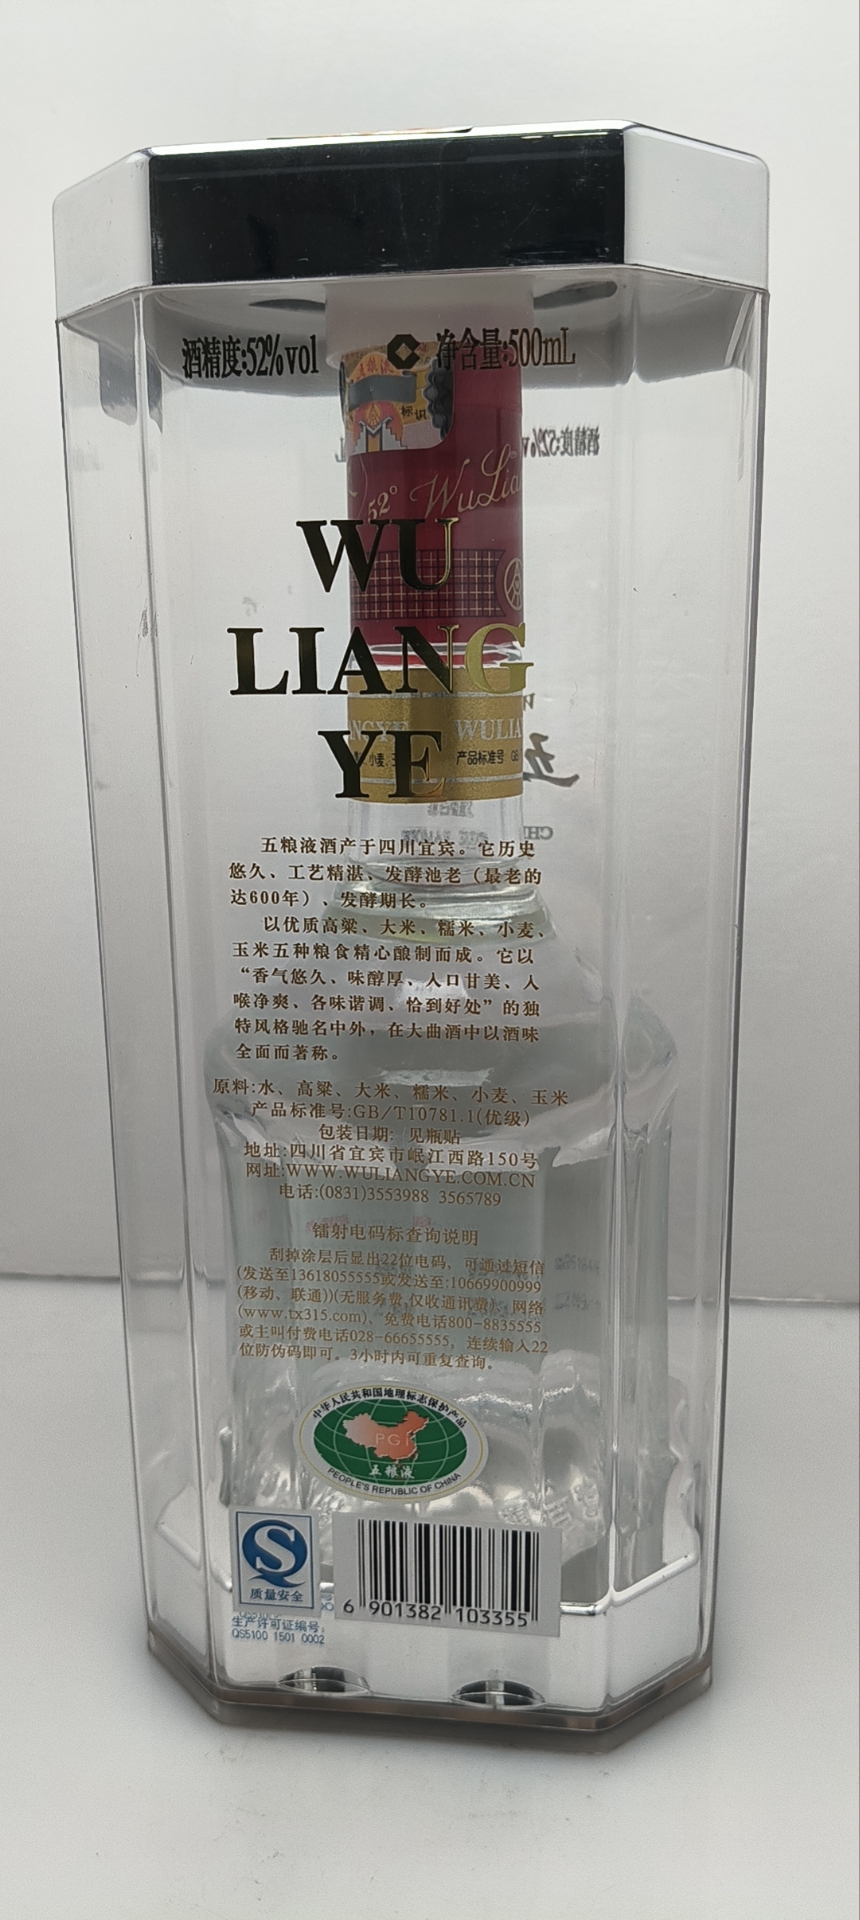 酒精度:52%vol 净含量:500mL
标识
52° WuLia
WU
LIANG
YE
ANGYE WULIA
小麦、 产品标准号 GB
五粮液酒产于四川宜宾。它历史
悠久、工艺精湛、发酵池老（最老的
达600年）、发酵期长。
以优质高粱、大米、糯米、小麦、
玉米五种粮食精心酿制而成。它以
“香气悠久、味醇厚、入口甘美、入
喉净爽、各味谐调、恰到好处”的独
特风格驰名中外，在大曲酒中以酒味
全面而著称。
原料:水、高粱、大米、糯米、小麦、玉米
产品标准号:GB/T10781.1(优级)
包装日期: 见瓶贴
地址:四川省宜宾市岷江西路150号
网址:WWW.WULIANGYE.COM.CN
电话:(0831)3553988 3565789
镭射电码标查询说明
刮掉涂层后显出22位电码，可通过短信
(发送至13618055555或发送至:10669900999
(移动、联通))(无服务费,仅收通讯费)、网络
(www.tx315.com)、免费电话800-8835555
或主叫付费电话028-66655555，连续输入22
位防伪码即可。3小时内可重复查询。
中华人民共和国地理标志保护产品
PGI
五粮液
PEOPLE'S REPUBLIC OF CHINA
质量安全
生产许可证编号:
QS5100 1501 0002
6 901382 103355